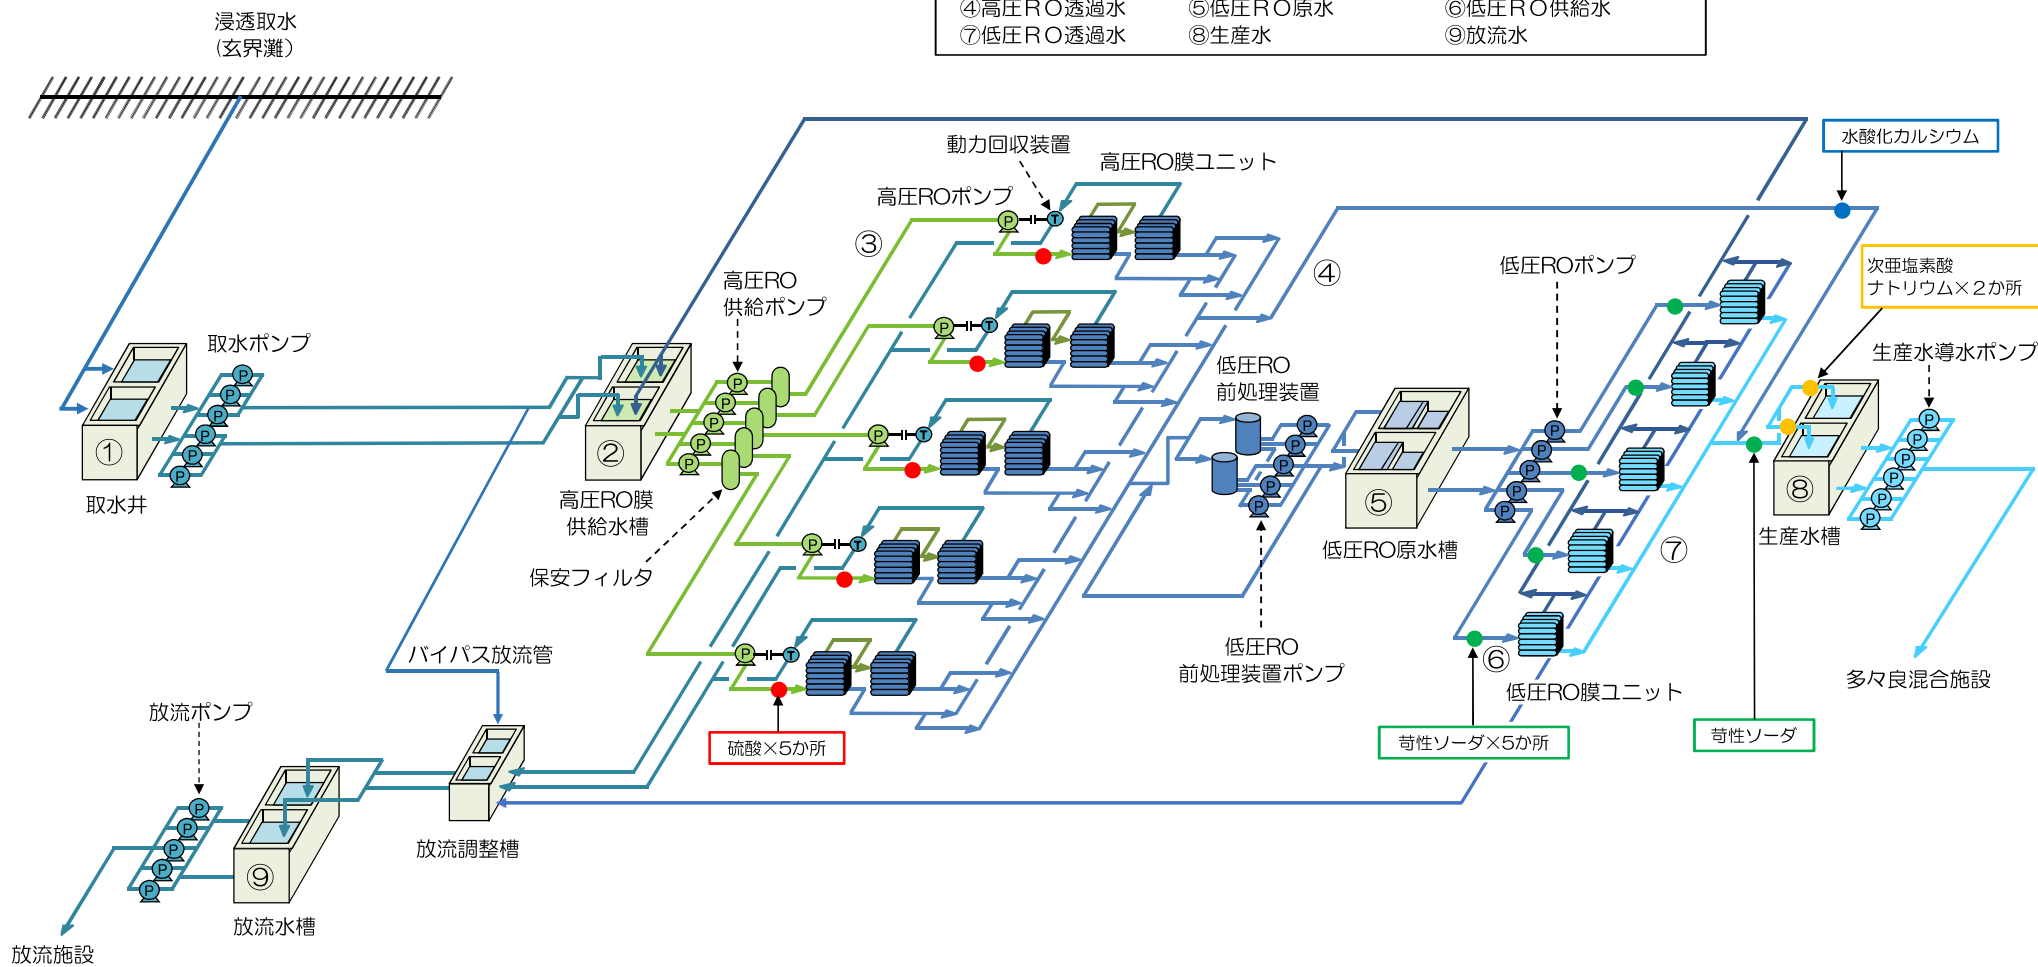 ④高圧RO透過水 ⑤低圧RO原水 ⑥低圧RO供給水
⑦低圧RO透過水 ⑧生産水 ⑨放流水
浸透取水
(玄界灘)
水酸化カルシウム
動力回収装置
高圧RO膜ユニット
高圧ROポンプ
③
④
次亜塩素酸
ナトリウム×2か所
低圧ROポンプ
高圧RO
供給ポンプ
取水ポンプ
生産水導水ポンプ
低圧RO
前処理装置
P
T
①
取水井
②
高圧RO膜
供給水槽
⑤
低圧RO原水槽
⑧
生産水槽
⑦
保安フィルタ
バイパス放流管
低圧RO
前処理装置ポンプ
⑥
低圧RO膜ユニット
多々良混合施設
放流ポンプ
硫酸×5か所
苛性ソーダ×5か所
苛性ソーダ
放流調整槽
⑨
放流水槽
放流施設